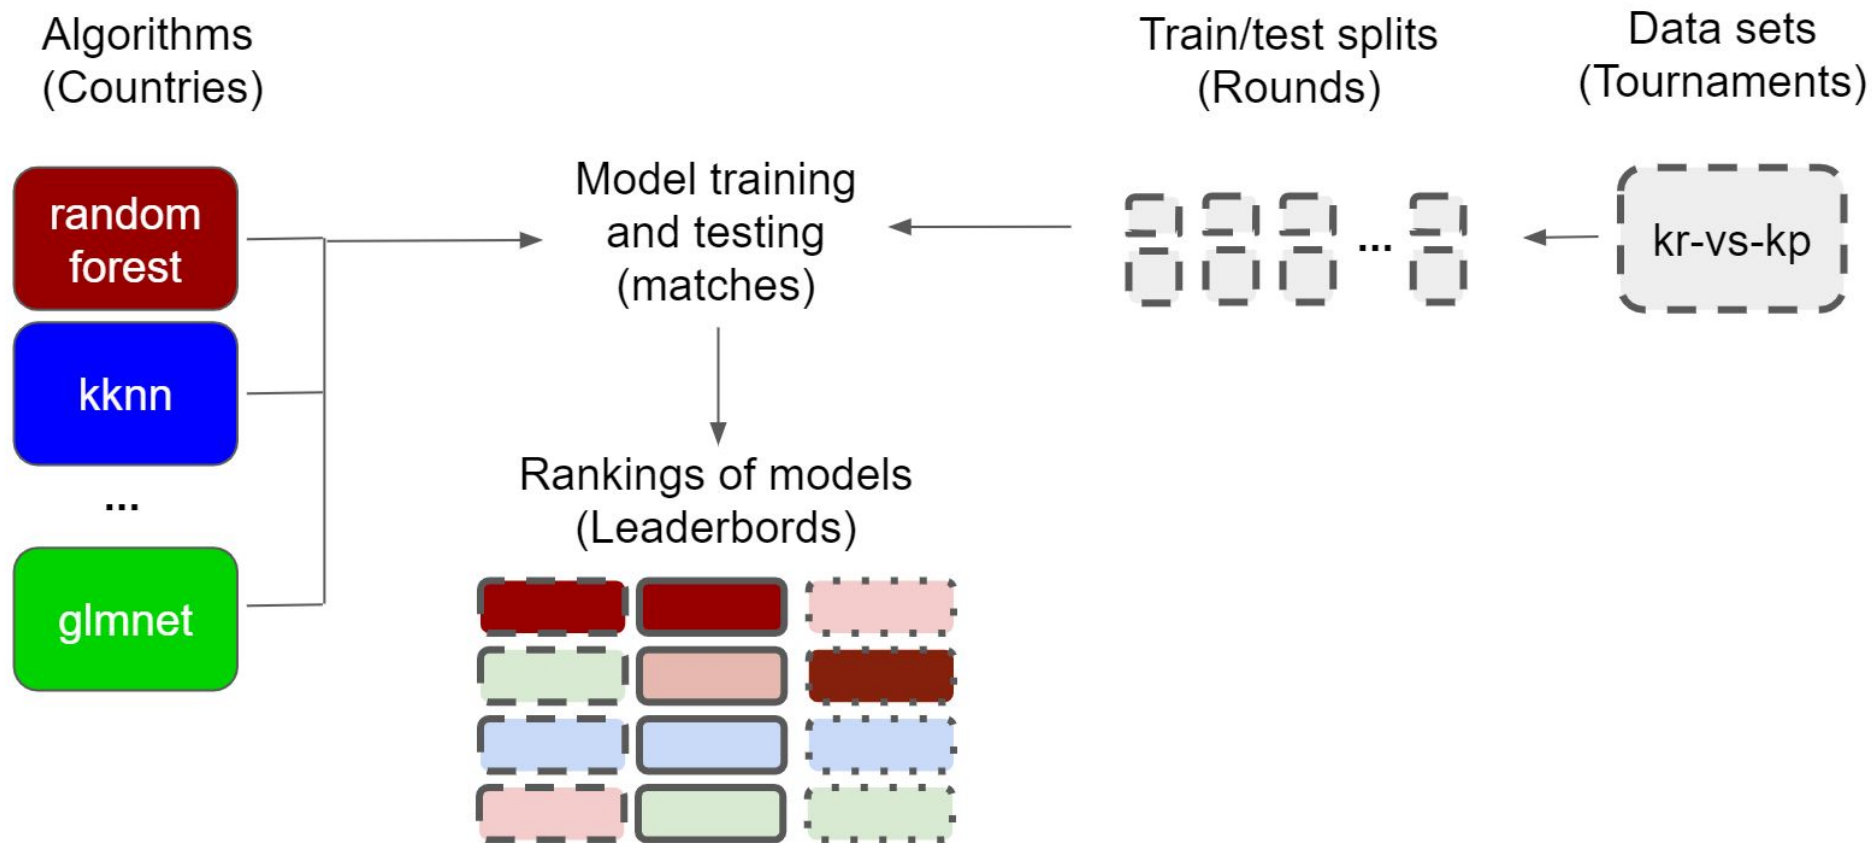 Algorithms
(Countries)
random
forest
kknn
...
glmnet
Model training
and testing
(matches)
Rankings of models
(Leaderbords)
Train/test splits
(Rounds)
...
Data sets
(Tournaments)
kr-vs-kp